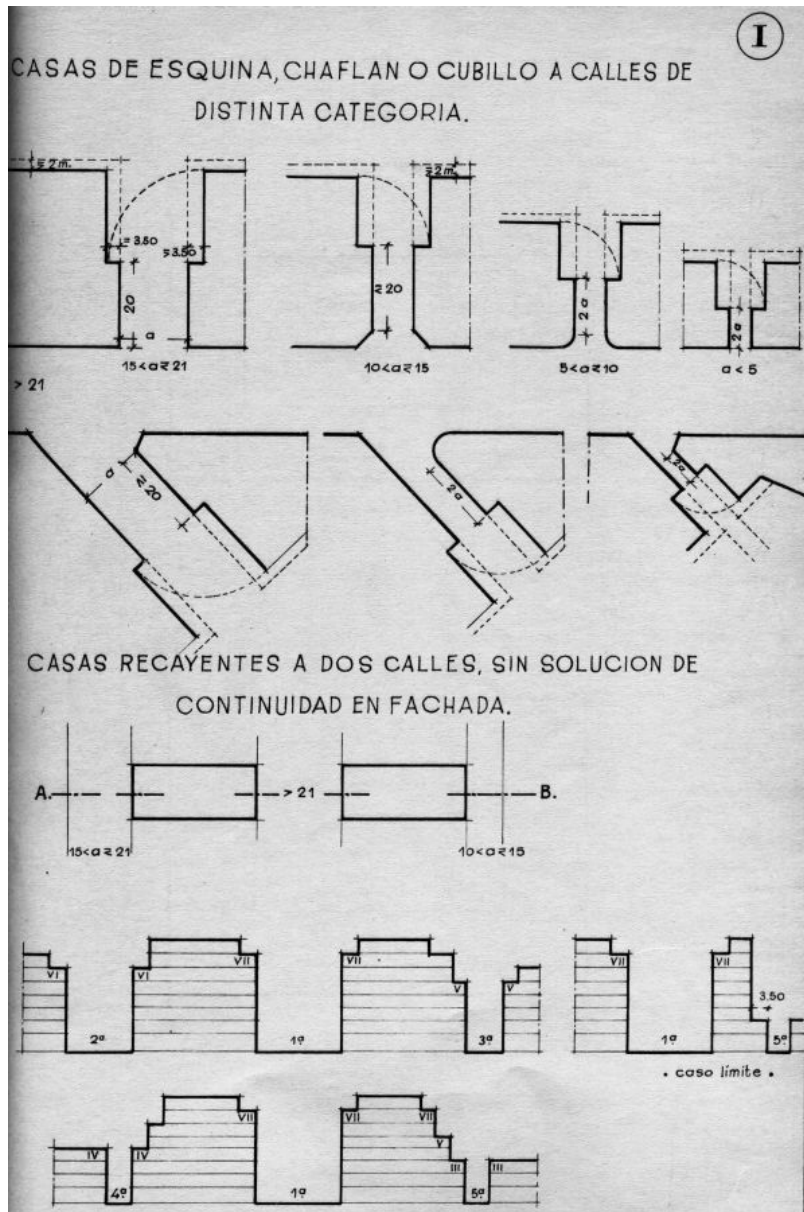 I
CASAS DE ESQUINA, CHAFLAN O CUBILLO A CALLES DE
DISTINTA CATEGORIA.
≂ 2 m. ≂ 2 m.
= 3.50 ≂ 3.50
20 ≂ 20 2a 2a
a
15<a≂21 10<a≂15 5<a≂10 a < 5
> 21
a ≂ 20 2a 2a
CASAS RECAYENTES A DOS CALLES, SIN SOLUCION DE
CONTINUIDAD EN FACHADA.
A. > 21 B.
15<a≂21 10<a≂15
VI VI VII VII V V VII VII
3.50
2ª 1ª 3ª 1ª 5ª
. caso límite .
VII VII VII
V
IV IV III III
4ª 1ª 5ª